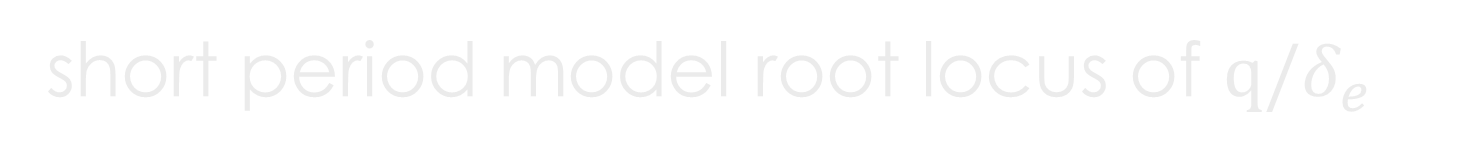 short period model root locus of q/δₑ